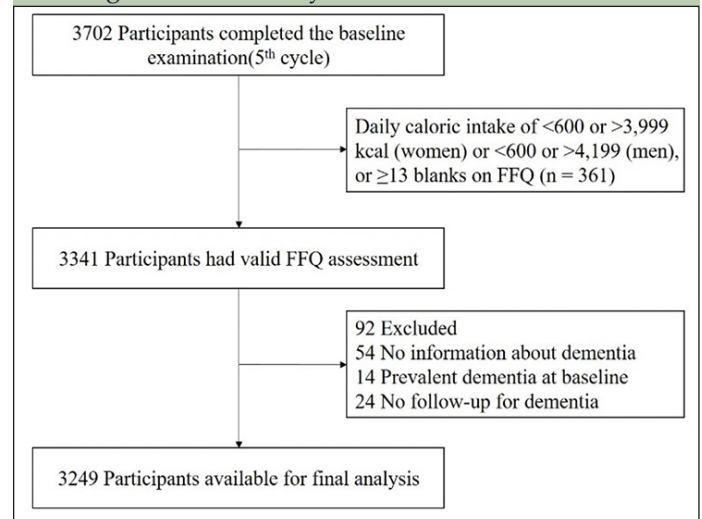 3702 Participants completed the baseline
examination(5th cycle)
Daily caloric intake of <600 or >3,999
kcal (women) or <600 or >4,199 (men),
or ≥13 blanks on FFQ (n = 361)
3341 Participants had valid FFQ assessment
92 Excluded
54 No information about dementia
14 Prevalent dementia at baseline
24 No follow-up for dementia
3249 Participants available for final analysis